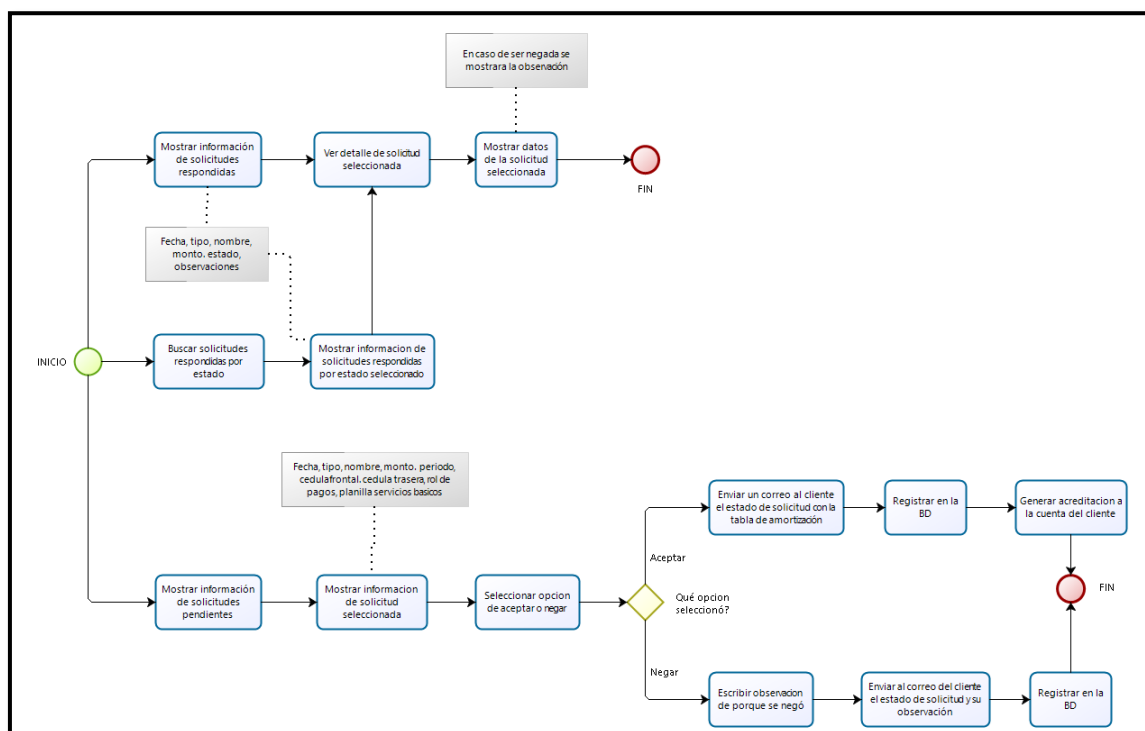 En caso de ser negada se
mostrara la obsenación
Mostrar información
de solicitudes
respondidas
Ver detalle de solicitud
seleccionada
Mostrar datos
de la solicitud
seleccionada
FIN
Fecha, tipo, nombre,
monto. estado,
observaciones
INICIO
Buscar solicitudes
respondidas por
estado
Mostrar informacion de
solicitudes respondidas
por estado seleccionado
Fecha, tipo, nombre, monto. periodo,
cedulafrontal. cedula trasera, rol de
pagos, planilla servicios basicos
Enviar un correo al cliente
el estado de solicitud con la
tabla de amortización
Registrar en la
BD
Generar acreditacion a
la cuenta del cliente
Aceptar
Mostrar información
de solicitudes
pendientes
Mostrar informacion
de solicitud
seleccionada
Seleccionar opcion
de aceptar o negar
Qué opcion
seleccionó?
FIN
Negar
Escribir observacion
de porque se negó
Enviar al correo del cliente
el estado de solicitud y su
observación
Registrar en la
BD